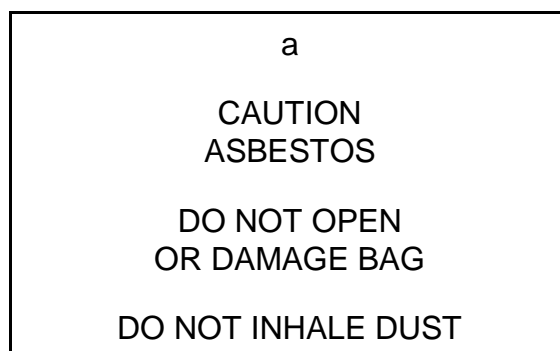 a
CAUTION
ASBESTOS
DO NOT OPEN
OR DAMAGE BAG
DO NOT INHALE DUST